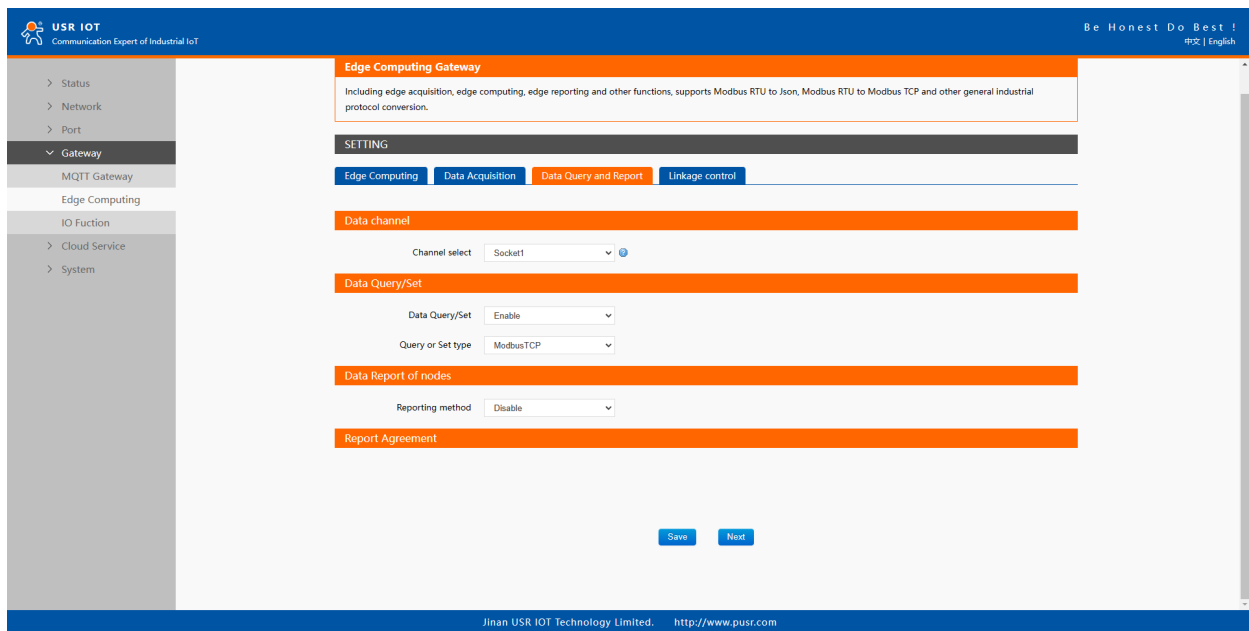 USR IOT
Communication Expert of Industrial IoT
Be Honest Do Best !
中文 | English
Status
Network
Port
Gateway
MQTT Gateway
Edge Computing
IO Fuction
Cloud Service
System
Edge Computing Gateway
Including edge acquisition, edge computing, edge reporting and other functions, supports Modbus RTU to Json, Modbus RTU to Modbus TCP and other general industrial
protocol conversion.
SETTING
Edge Computing Data Acquisition Data Query and Report Linkage control
Data channel
Channel select Socket1
Data Query/Set
Data Query/Set Enable
Query or Set type ModbusTCP
Data Report of nodes
Reporting method Disable
Report Agreement
Save Next
Jinan USR IOT Technology Limited. http://www.pusr.com